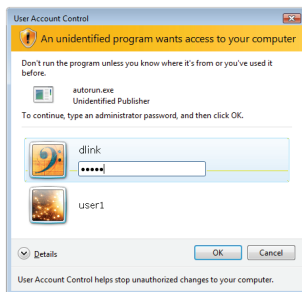 User Account Control
An unidentified program wants access to your computer
Don't run the program unless you know where it's from or you've used it
before.
autorun.exe
Unidentified Publisher
To continue, type an administrator password, and then click OK.
dlink
•••••
user1
Details
OK Cancel
User Account Control helps stop unauthorized changes to your computer.